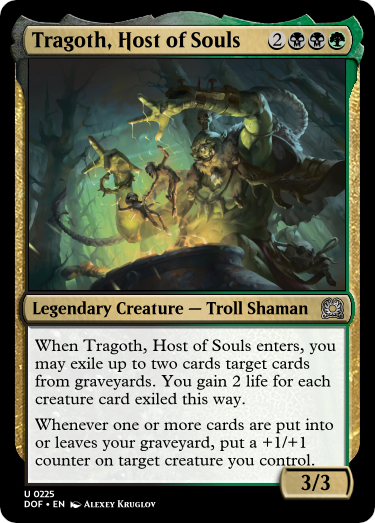 Tragoth, Host of Souls 2
Legendary Creature — Troll Shaman
When Tragoth, Host of Souls enters, you
may exile up to two cards target cards
from graveyards. You gain 2 life for each
creature card exiled this way.
Whenever one or more cards are put into
or leaves your graveyard, put a +1/+1
counter on target creature you control.
3/3
U 0225
DOF • EN Alexey Kruglov